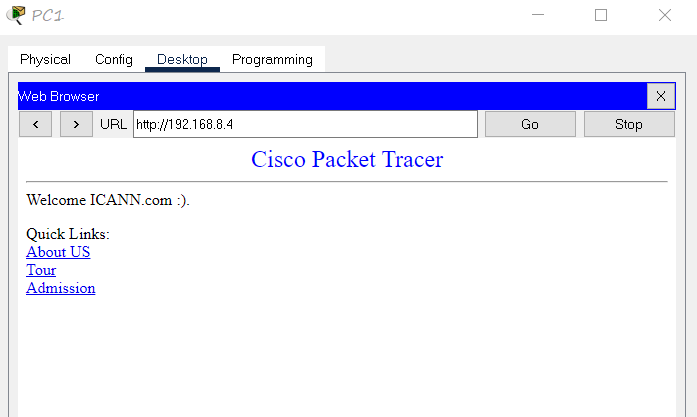 PC1
Physical Config Desktop Programming
Web Browser X
< > URL http://192.168.8.4 Go Stop
Cisco Packet Tracer
Welcome ICANN.com :).
Quick Links:
About US
Tour
Admission